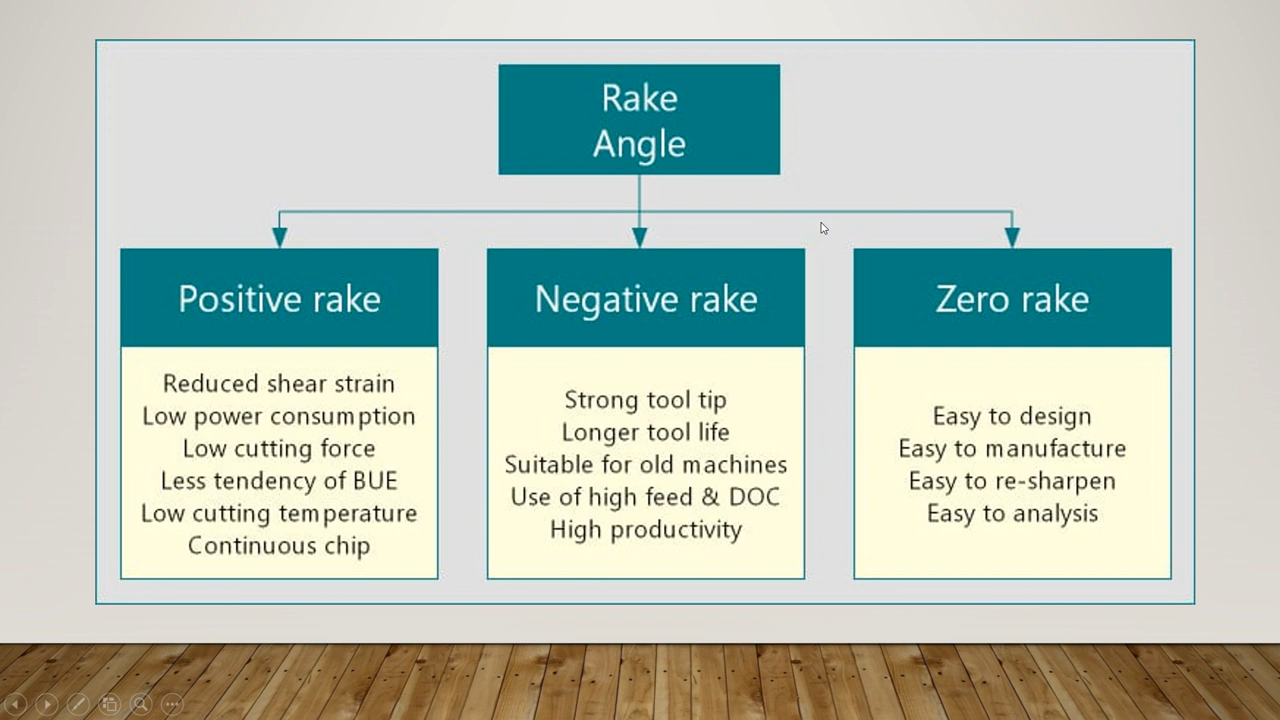 Rake
Angle
Positive rake
Reduced shear strain
Low power consumption
Low cutting force
Less tendency of BUE
Low cutting temperature
Continuous chip
Negative rake
Strong tool tip
Longer tool life
Suitable for old machines
Use of high feed & DOC
High productivity
Zero rake
Easy to design
Easy to manufacture
Easy to re-sharpen
Easy to analysis